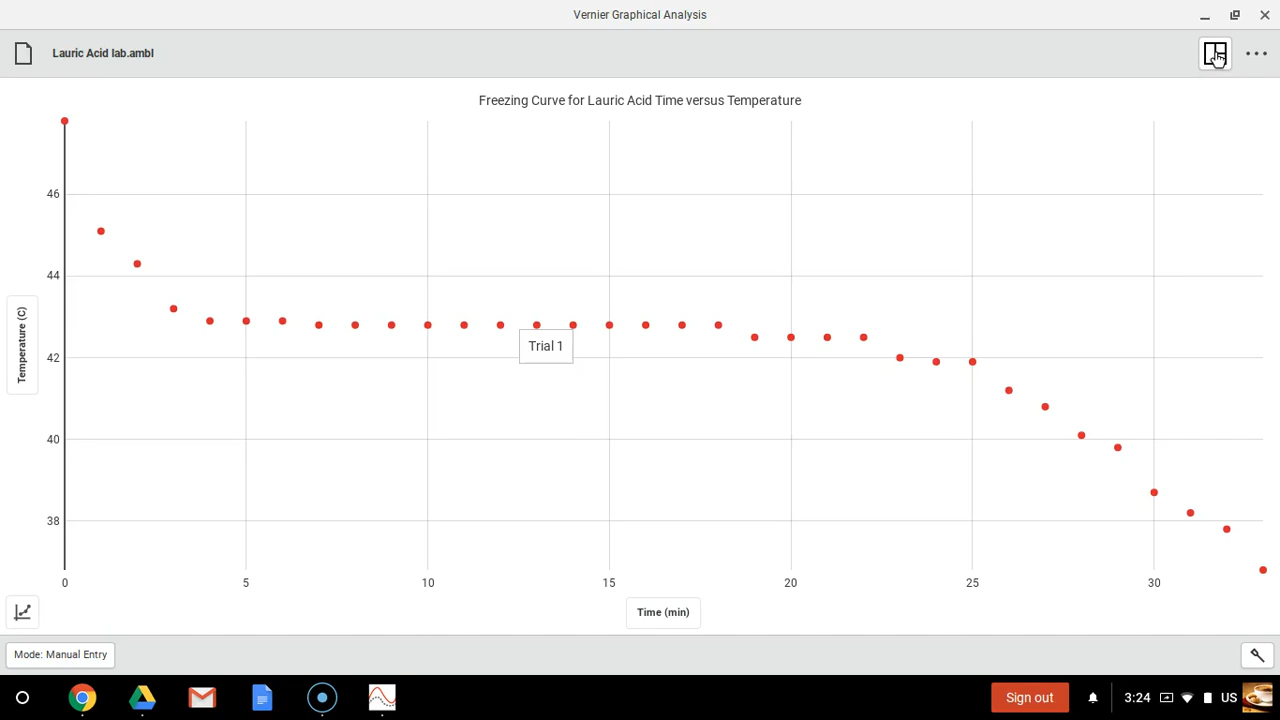 Vernier Graphical Analysis
Lauric Acid lab.ambl
Freezing Curve for Lauric Acid Time versus Temperature
46
44
42
40
38
Temperature (C)
Trial 1
0 5 10 15 20 25 30
Time (min)
Mode: Manual Entry
Sign out 3:24 US